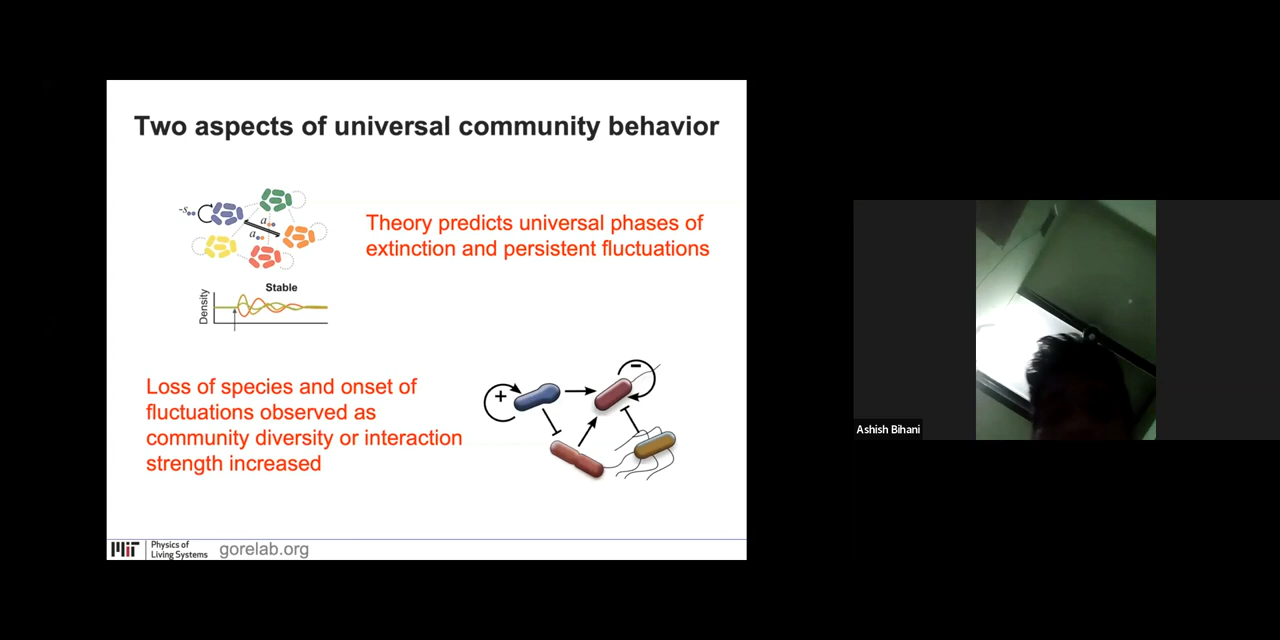 Two aspects of universal community behavior
-s
a
a
Theory predicts universal phases of
extinction and persistent fluctuations
Stable
Density
Loss of species and onset of
fluctuations observed as
community diversity or interaction
strength increased
+
−
MIT
Physics of
Living Systems
gorelab.org
Ashish Bihani